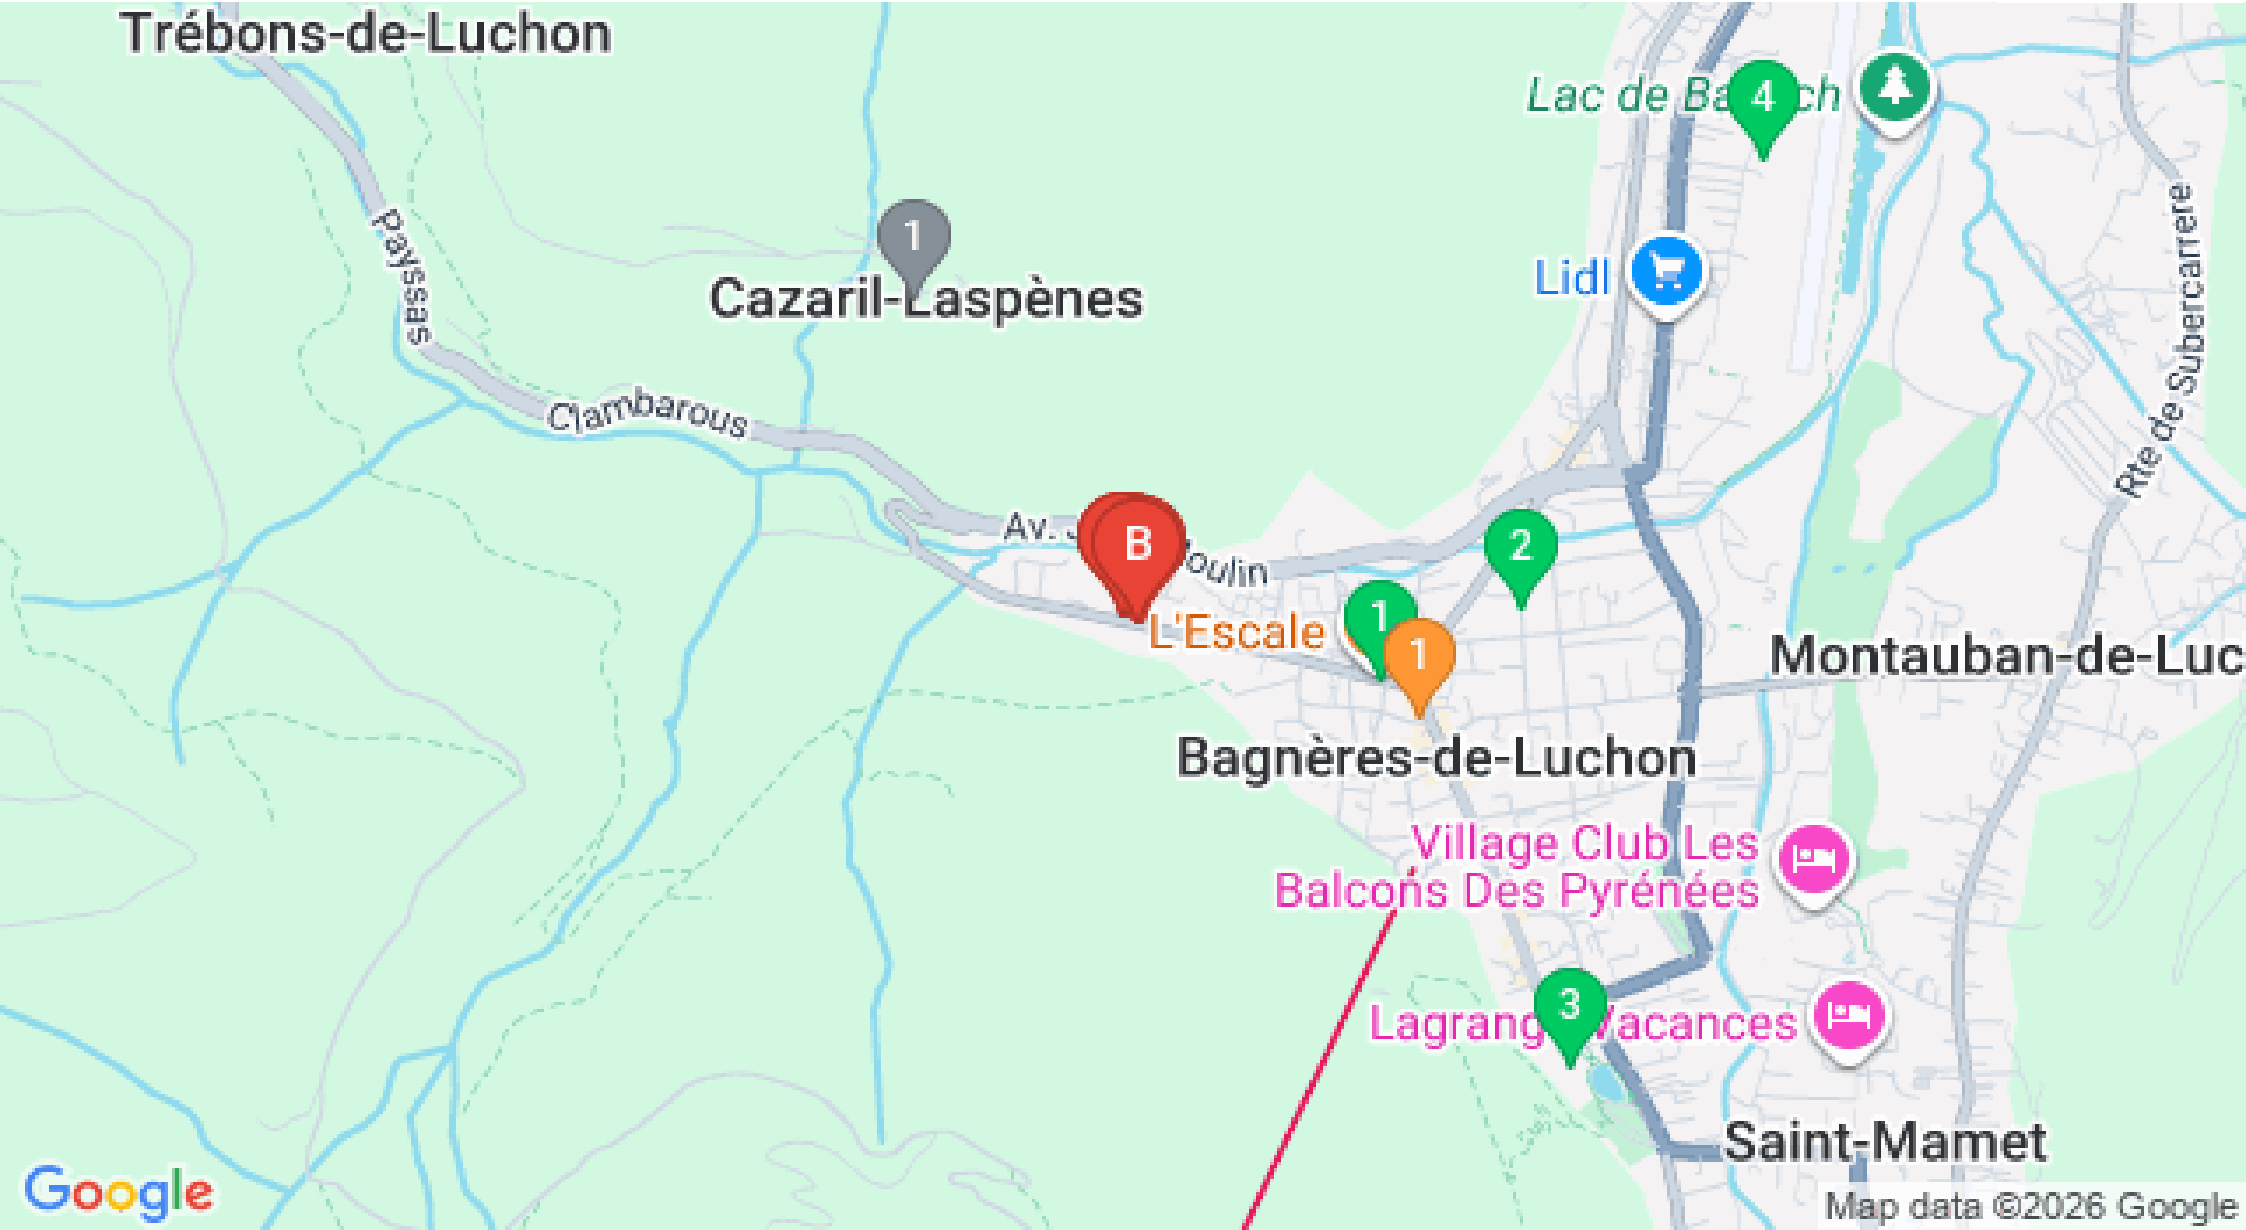 Trébons-de-Luchon
Lac de Ba ch
4
1
Cazaril-Laspènes
Lidl
Payssas
Clambarous
Rte de Subercarrere
Av. J oulin
B
2
1
L'Escale
1
Montauban-de-Luc
Bagnères-de-Luchon
Village Club Les
Balcons Des Pyrénées
3
Lagrang Vacances
Saint-Mamet
Google
Map data ©2026 Google